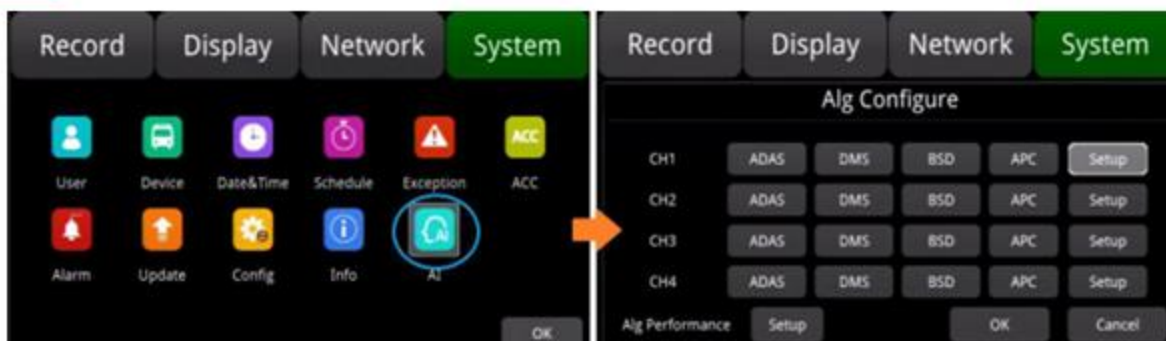 Record Display Network System
User Device Date&Time Schedule Exception ACC
ACC
Alarm Update Config Info AI
Ai
OK
Record Display Network System
Alg Configure
CH1 ADAS DMS BSD APC Setup
CH2 ADAS DMS BSD APC Setup
CH3 ADAS DMS BSD APC Setup
CH4 ADAS DMS BSD APC Setup
Alg Performance Setup OK Cancel